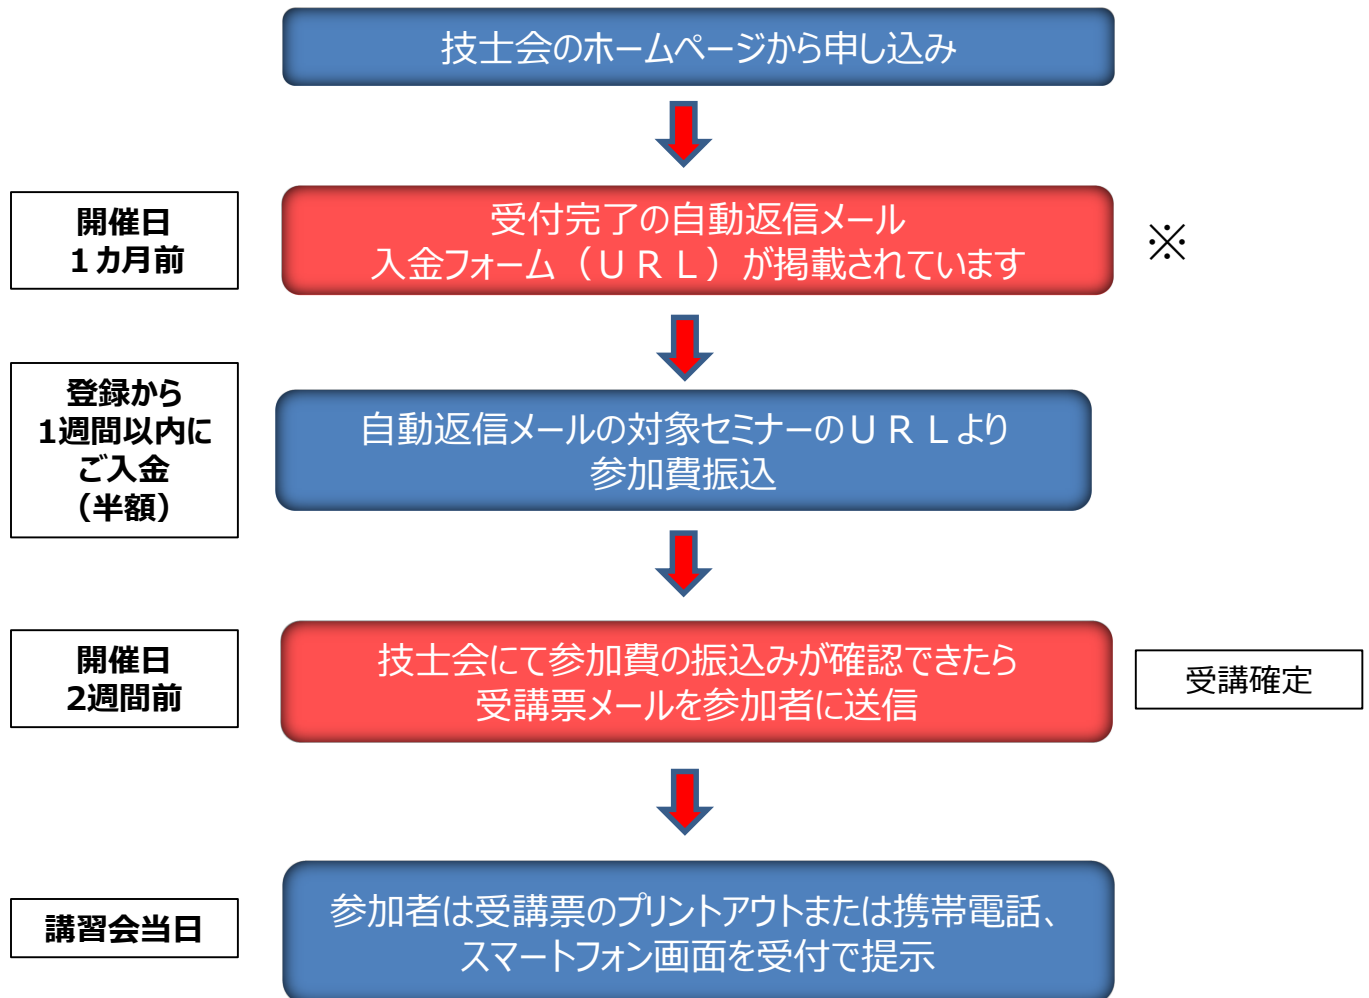 技士会のホームページから申し込み
開催日
1カ月前
受付完了の自動返信メール
入金フォーム（ＵＲＬ）が掲載されています
※
登録から
1週間以内に
ご入金
（半額）
自動返信メールの対象セミナーのＵＲＬより
参加費振込
開催日
2週間前
技士会にて参加費の振込みが確認できたら
受講票メールを参加者に送信
受講確定
講習会当日
参加者は受講票のプリントアウトまたは携帯電話、
スマートフォン画面を受付で提示